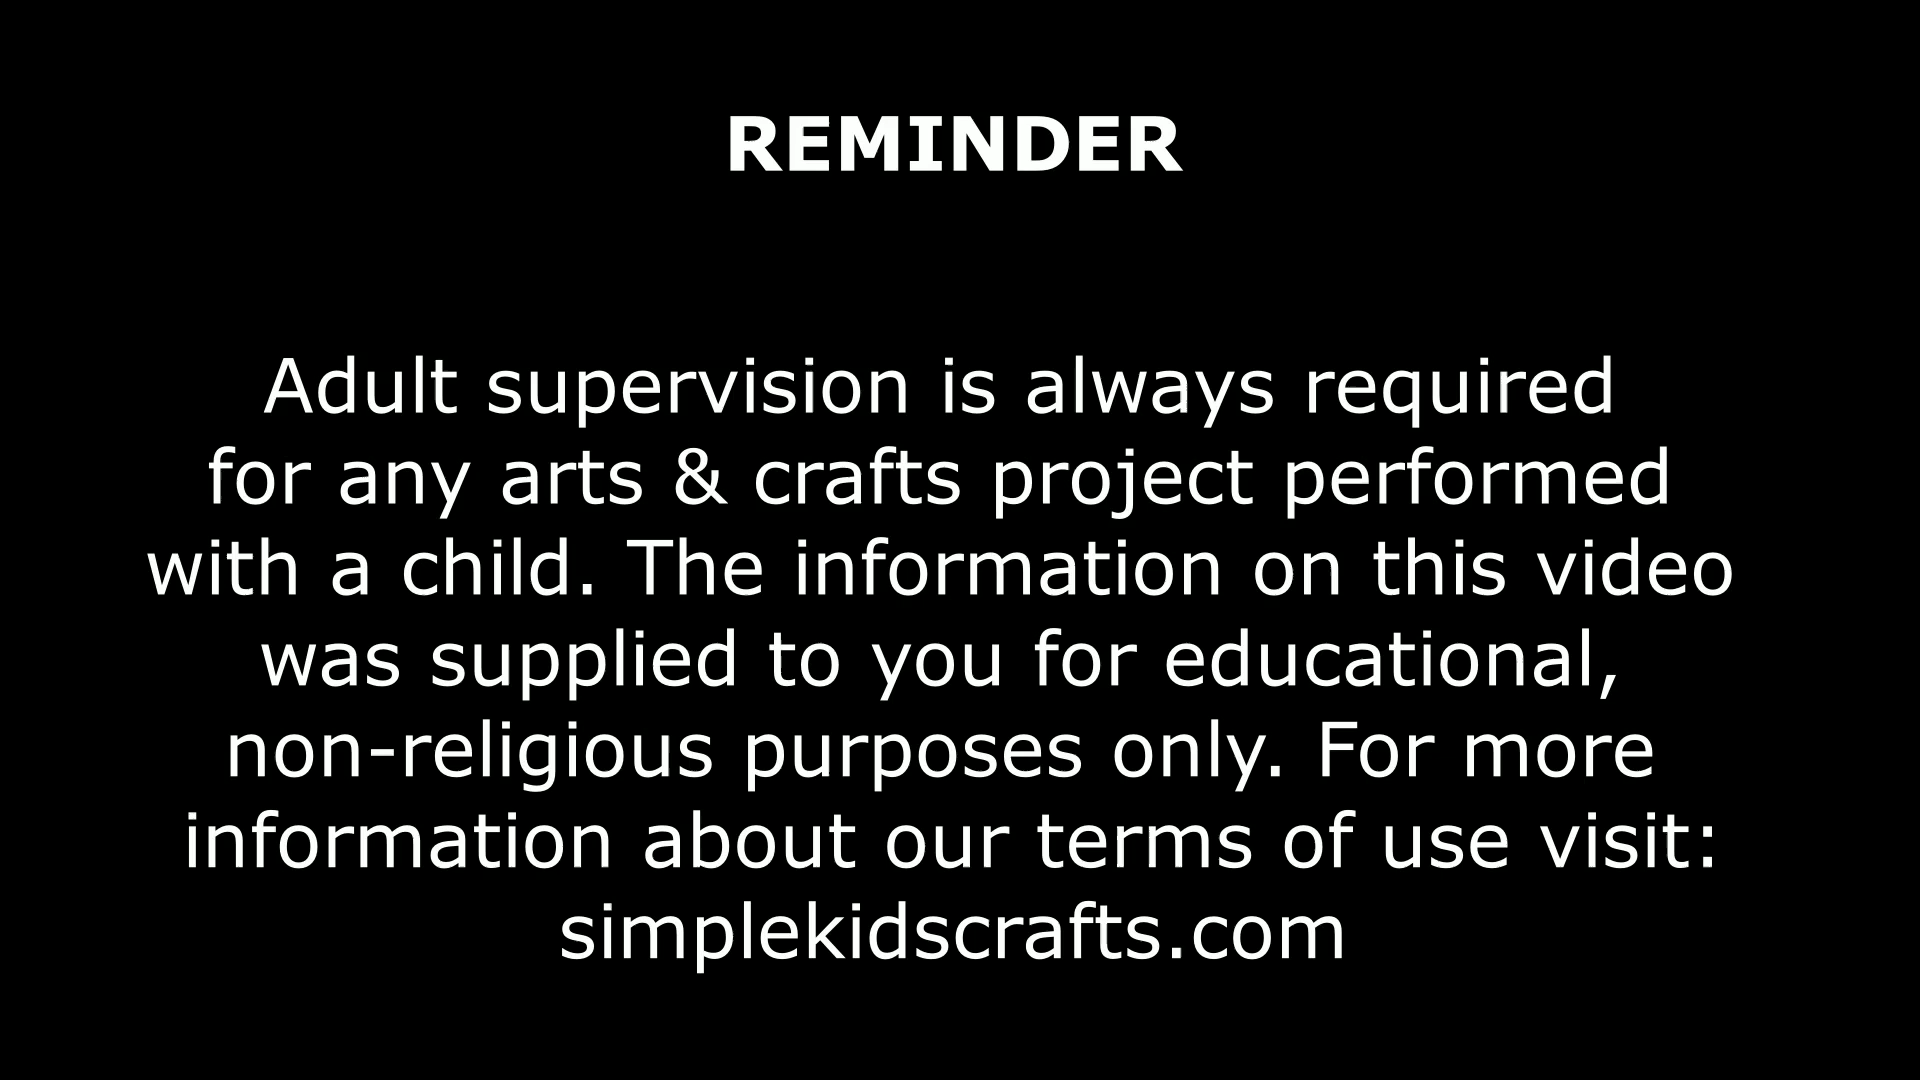 REMINDER
Adult supervision is always required
for any arts & crafts project performed
with a child. The information on this video
was supplied to you for educational,
non-religious purposes only. For more
information about our terms of use visit:
simplekidscrafts.com